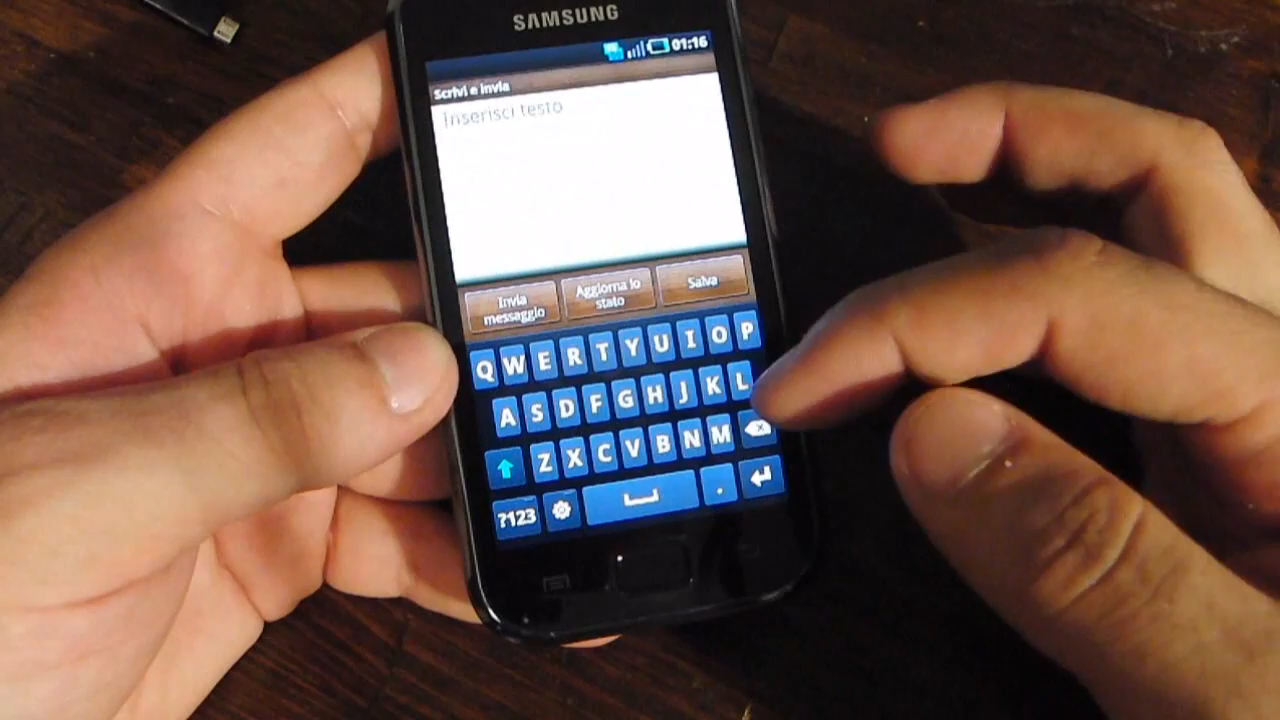 SAMSUNG
01:16
Scrivi e invia
Inserisci testo
Invia messaggio
Aggiorna lo stato
Salva
Q W E R T Y U I O P
A S D F G H J K L
Z X C V B N M
?123 .